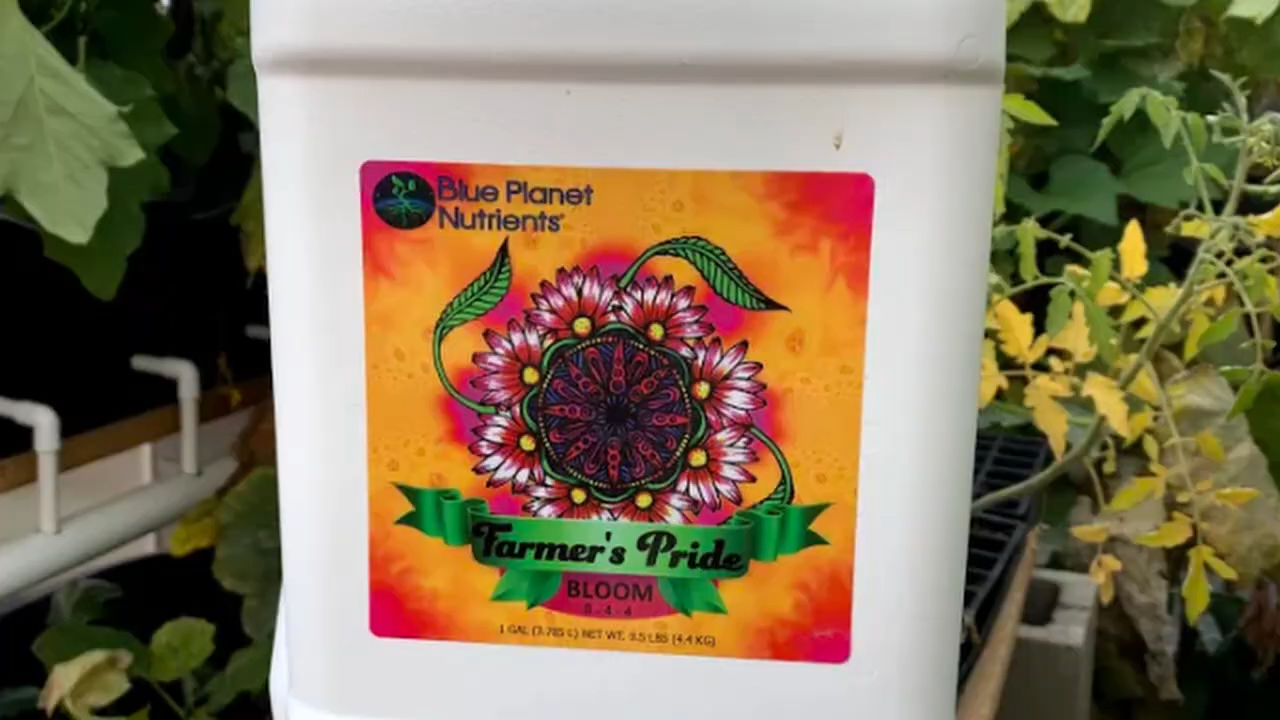 Blue Planet
Nutrients
Farmer's Pride
BLOOM
0 - 4 - 4
1 GAL (3.785 L) NET WT. 9.5 LBS (4.4 KG)